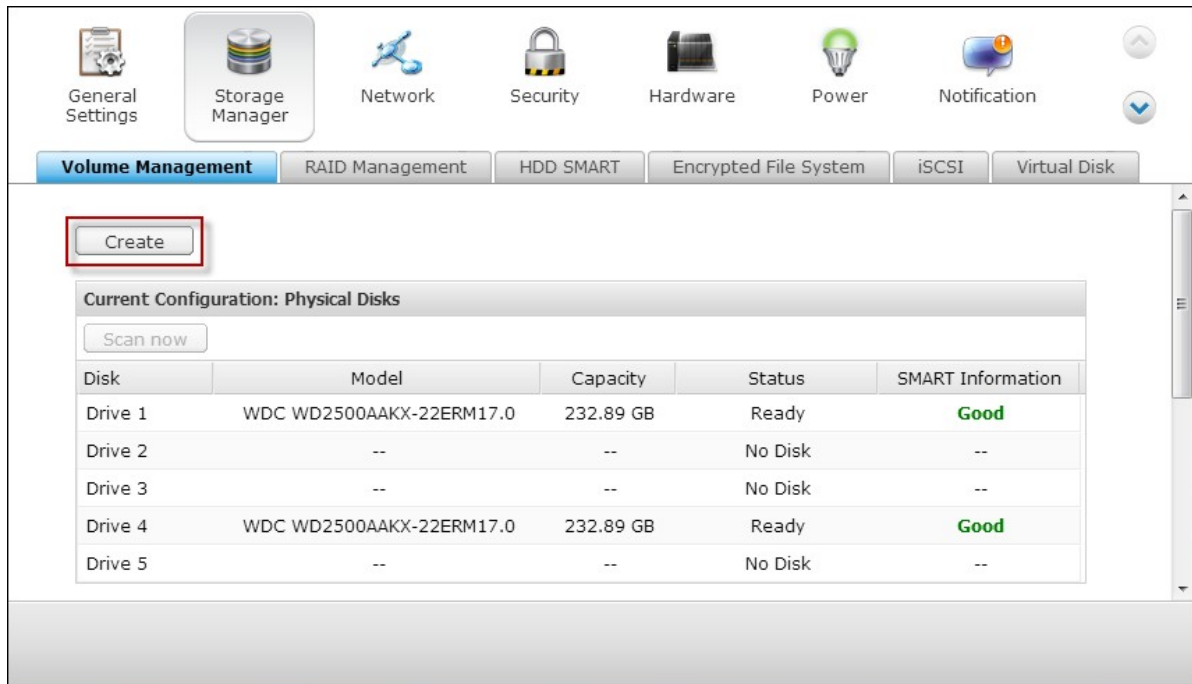 General Settings
Storage Manager
Network
Security
Hardware
Power
Notification
Volume Management RAID Management HDD SMART Encrypted File System iSCSI Virtual Disk
Create
Current Configuration: Physical Disks
Scan now
Disk Model Capacity Status SMART Information
Drive 1 WDC WD2500AAKX-22ERM17.0 232.89 GB Ready Good
Drive 2 -- -- No Disk --
Drive 3 -- -- No Disk --
Drive 4 WDC WD2500AAKX-22ERM17.0 232.89 GB Ready Good
Drive 5 -- -- No Disk --